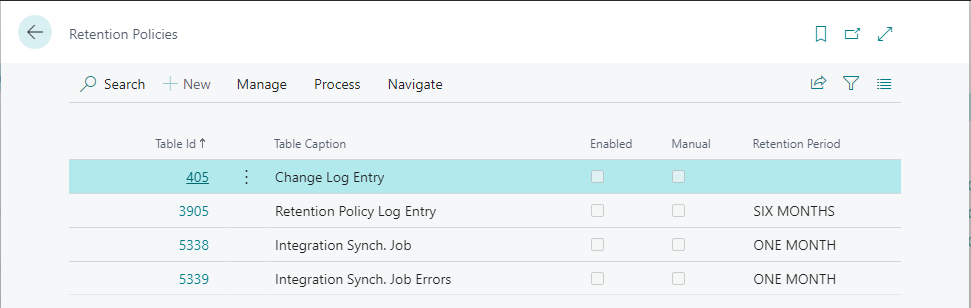 Retention Policies
Search New Manage Process Navigate
Table Id↑ Table Caption Enabled Manual Retention Period
405 Change Log Entry
3905 Retention Policy Log Entry SIX MONTHS
5338 Integration Synch. Job ONE MONTH
5339 Integration Synch. Job Errors ONE MONTH